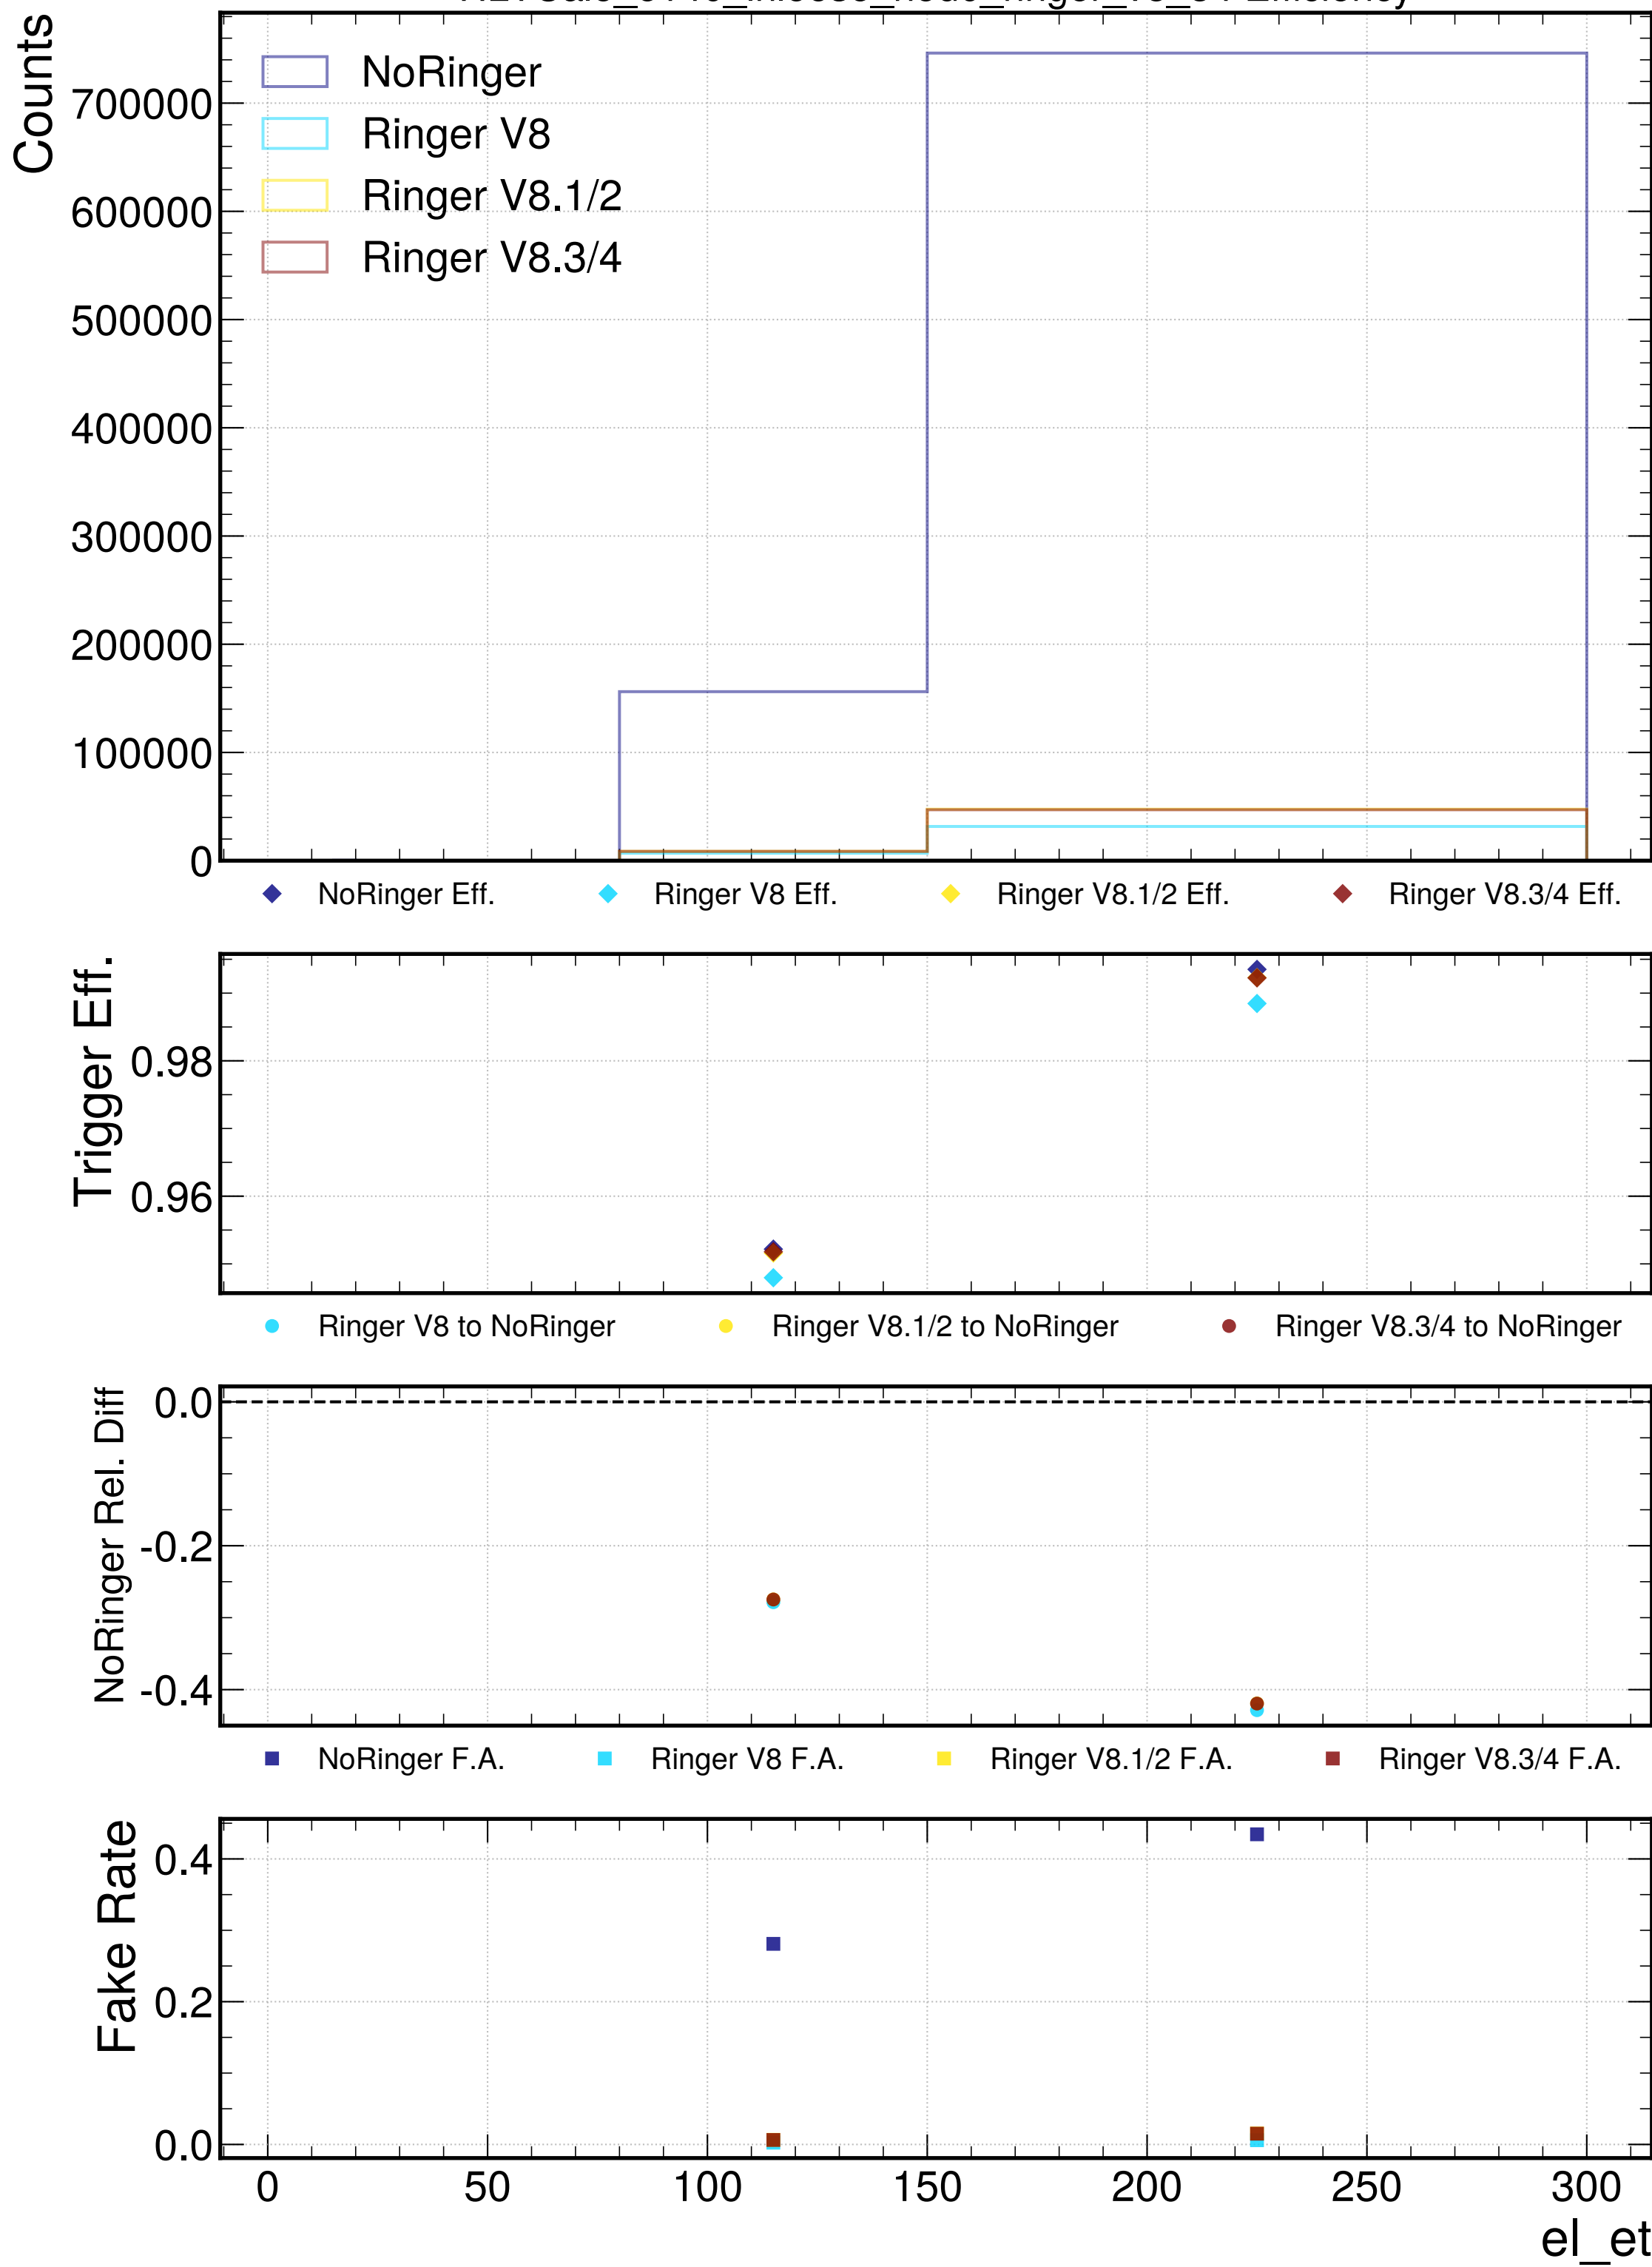 Counts
700000
600000
500000
400000
300000
200000
100000
0
NoRinger
Ringer V8
Ringer V8.1/2
Ringer V8.3/4
NoRinger Eff.
Ringer V8 Eff.
Ringer V8.1/2 Eff.
Ringer V8.3/4 Eff.
Trigger Eff.
0.98
0.96
Ringer V8 to NoRinger
Ringer V8.1/2 to NoRinger
Ringer V8.3/4 to NoRinger
NoRinger Rel. Diff
0.0
-0.2
-0.4
NoRinger F.A.
Ringer V8 F.A.
Ringer V8.1/2 F.A.
Ringer V8.3/4 F.A.
Fake Rate
0.4
0.2
0.0
0
50
100
150
200
250
300
el_et